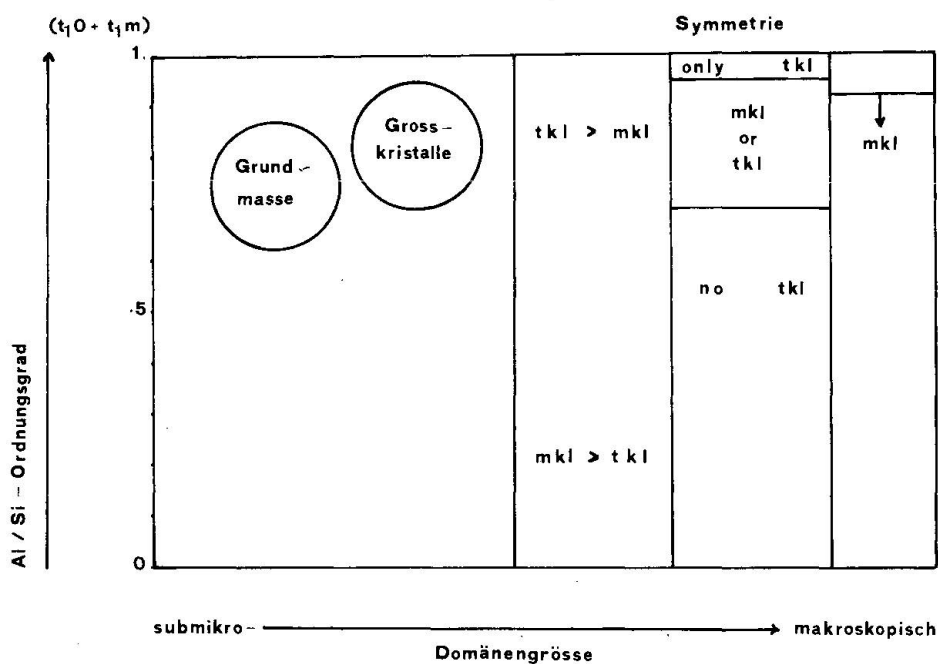 (t₁O + t₁m)
Symmetrie
1.
.5
0
Al / Si – Ordnungsgrad
Gross –
kristalle
Grund –
masse
tkl > mkl
mkl > tkl
only tkl
mkl
or
tkl
no tkl
mkl
submikro –
makroskopisch
Domänengrösse